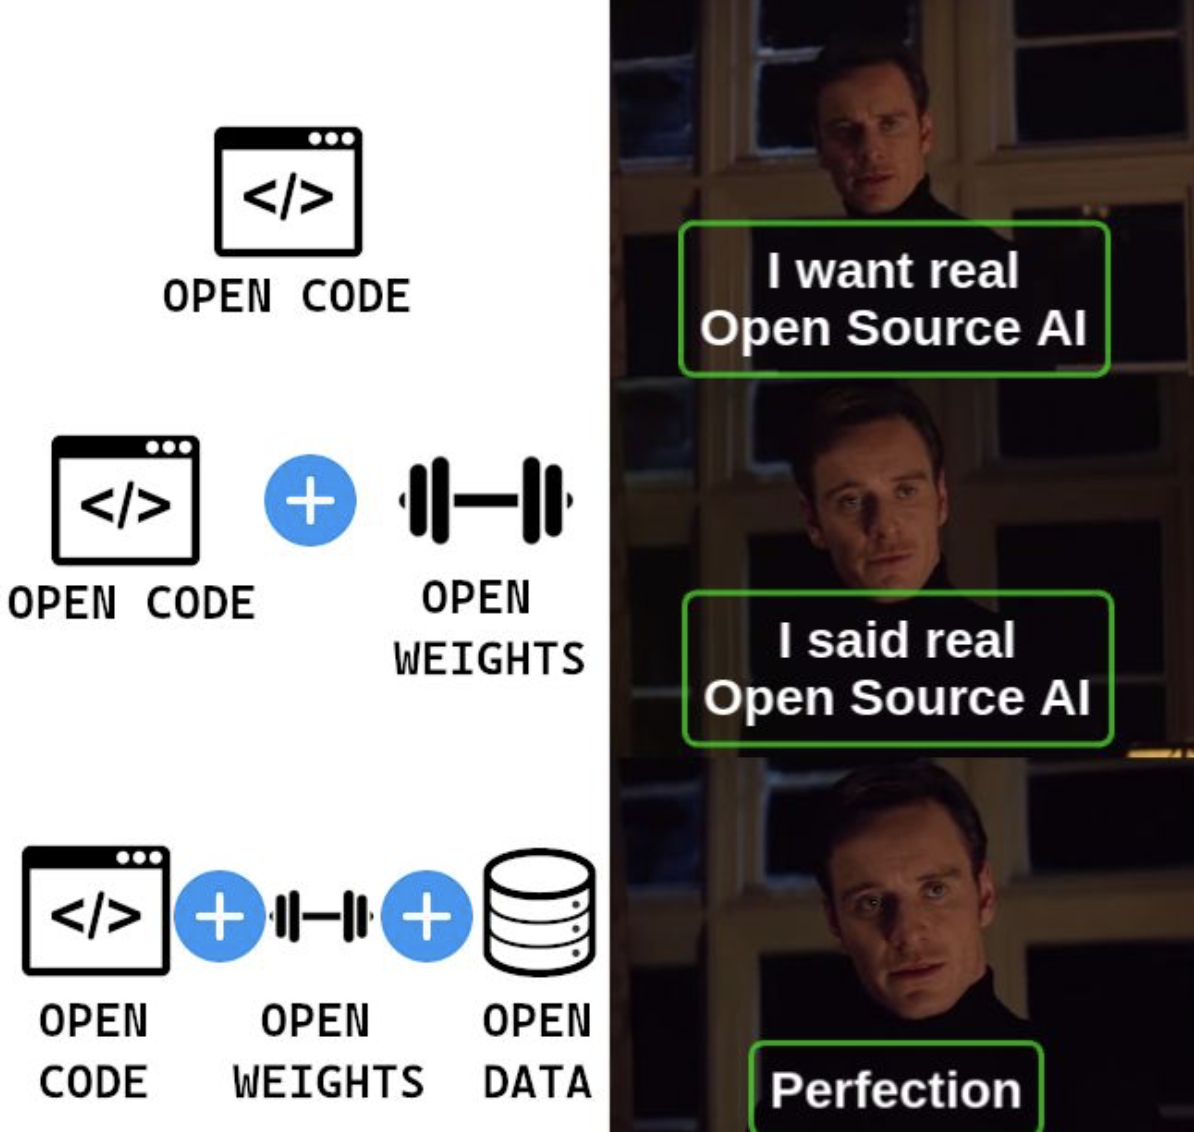 </>
OPEN CODE
I want real
Open Source AI
</>
OPEN CODE
OPEN
WEIGHTS
I said real
Open Source AI
</>
OPEN
CODE
OPEN
WEIGHTS
OPEN
DATA
Perfection